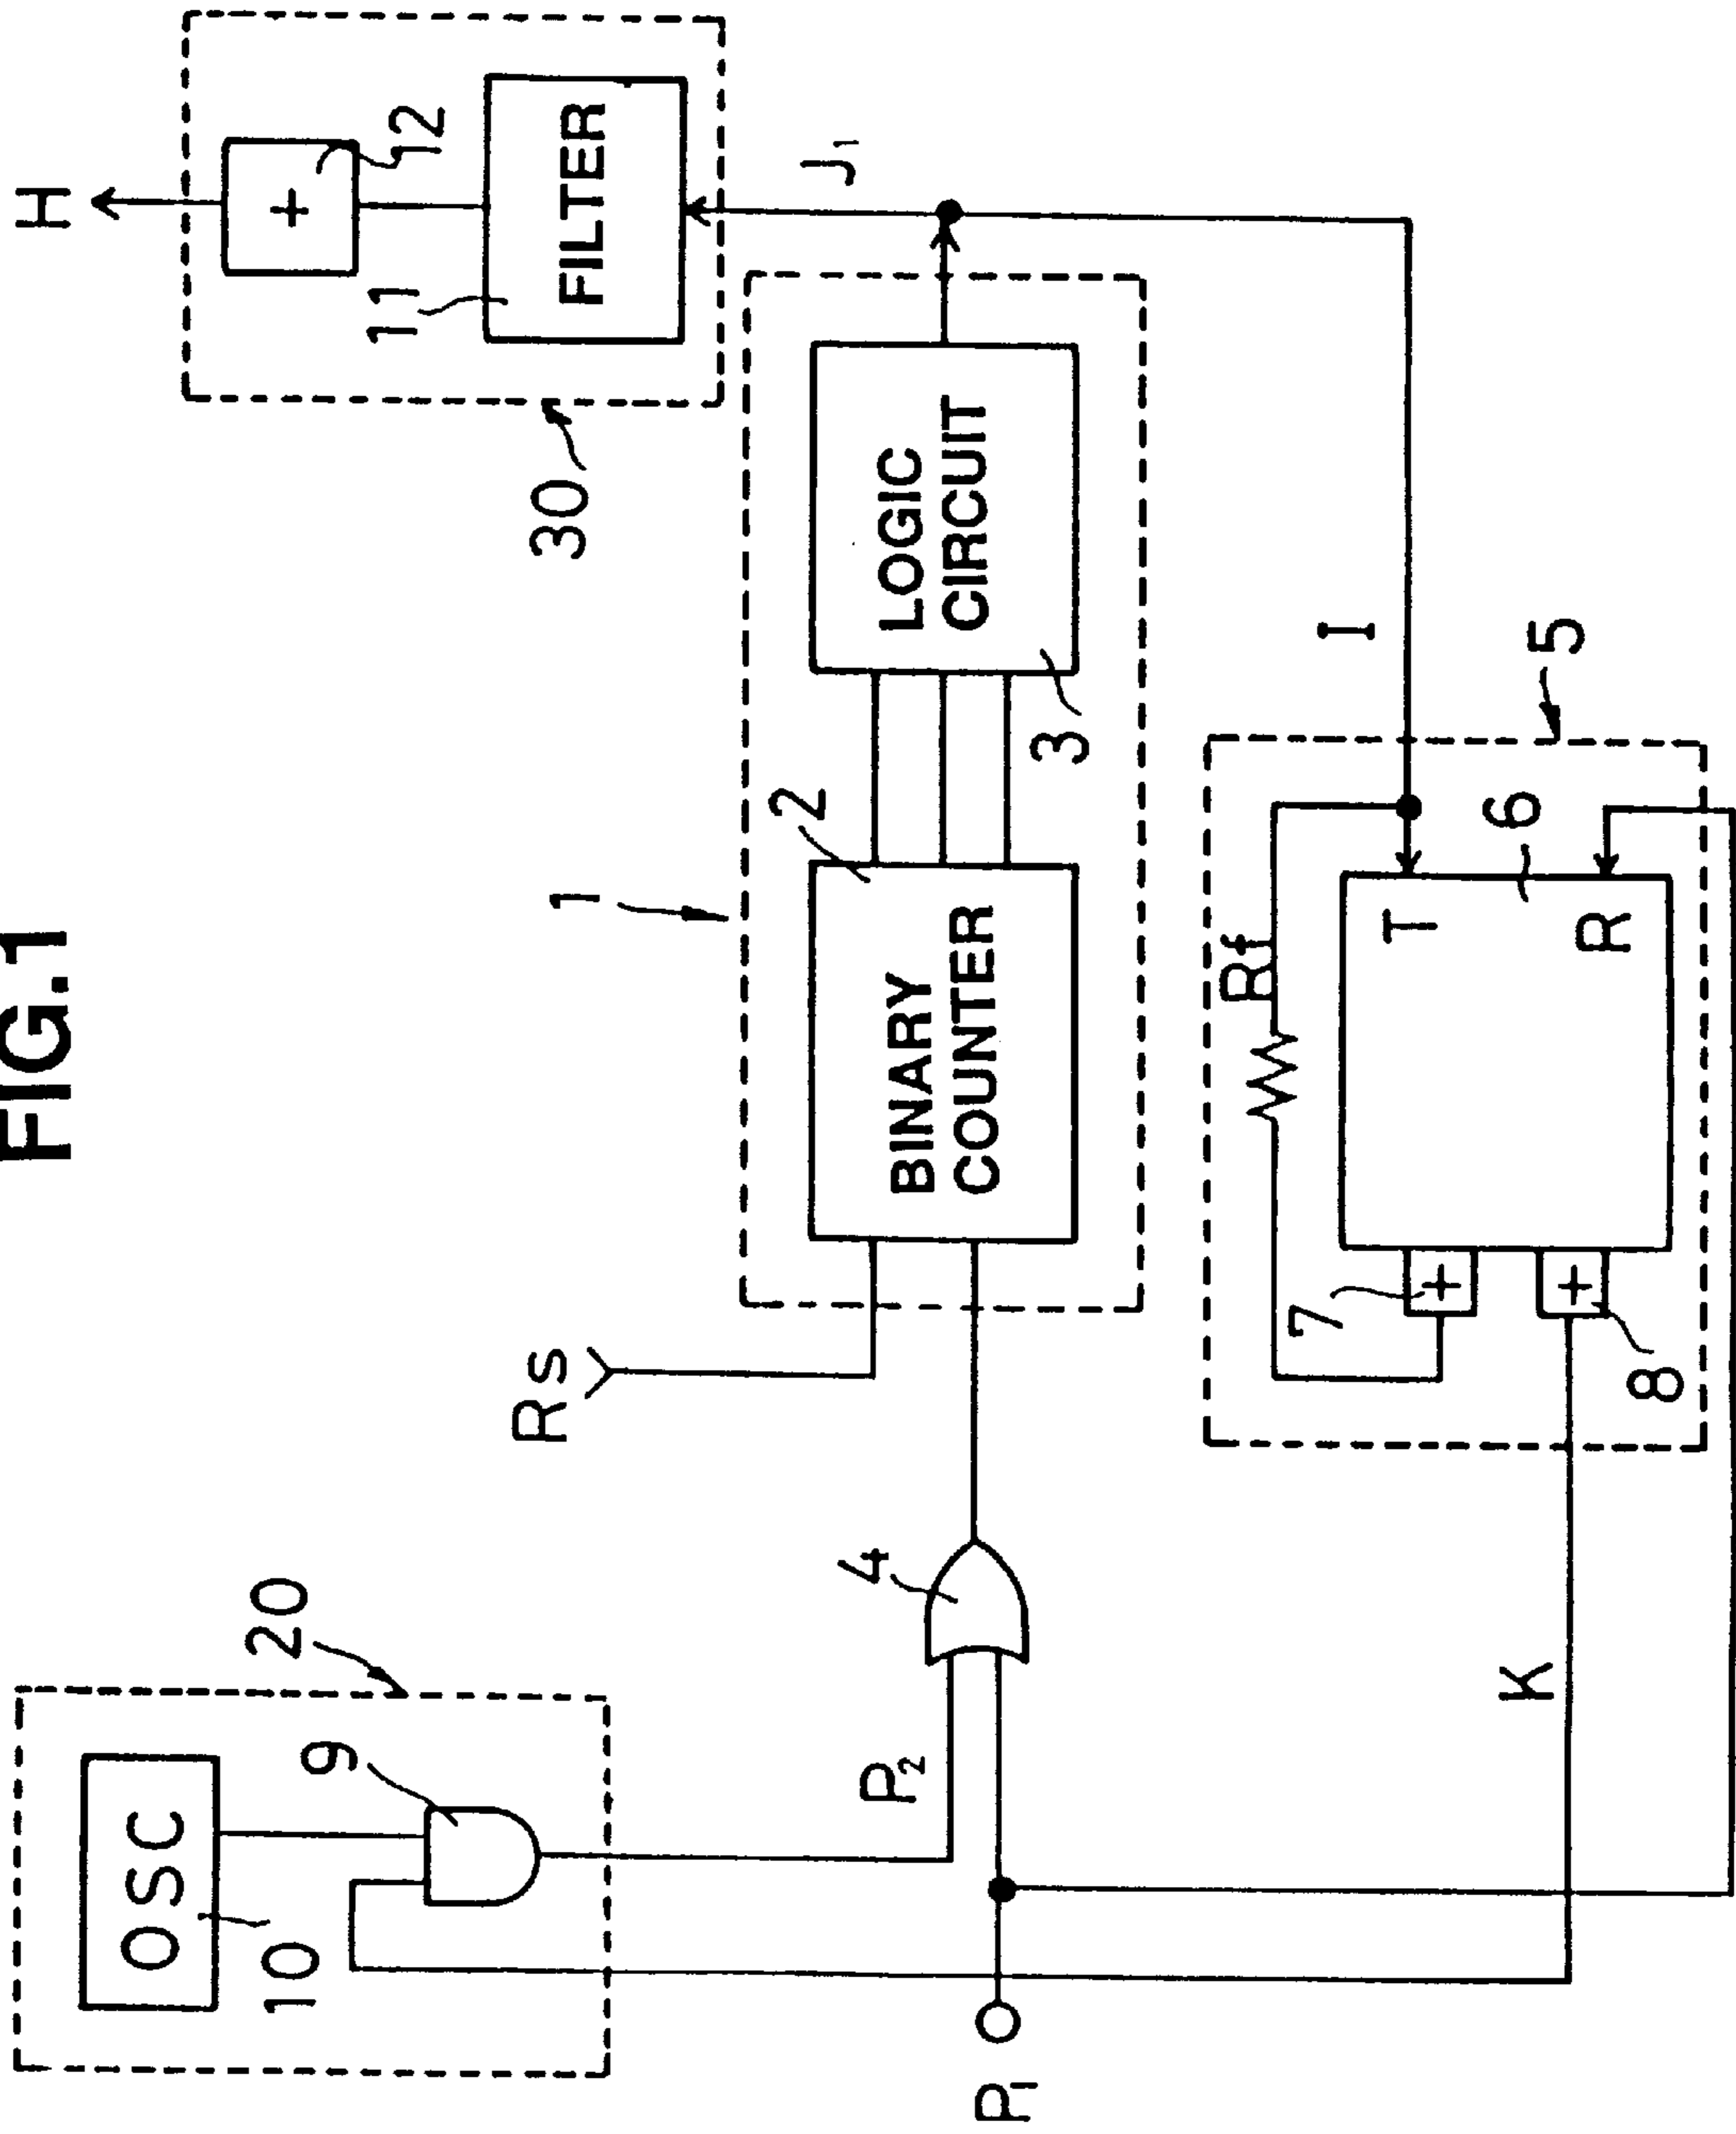 FIG.1
OSC
10
9
20
P₁
P₂
4
K
Rs
1
2
BINARY
COUNTER
3
LOGIC
CIRCUIT
J₁
H
12
+
11
FILTER
30
I
5
Rf
6
T
R
7
+
8
+